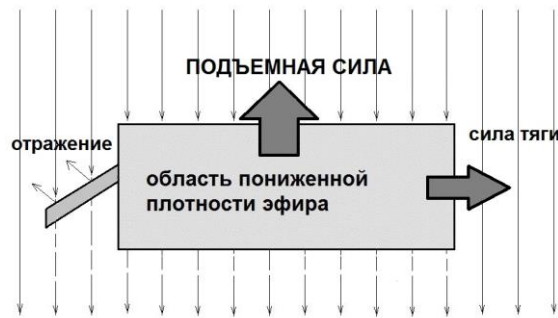 ПОДЪЕМНАЯ СИЛА
отражение
сила тяги
область пониженной
плотности эфира